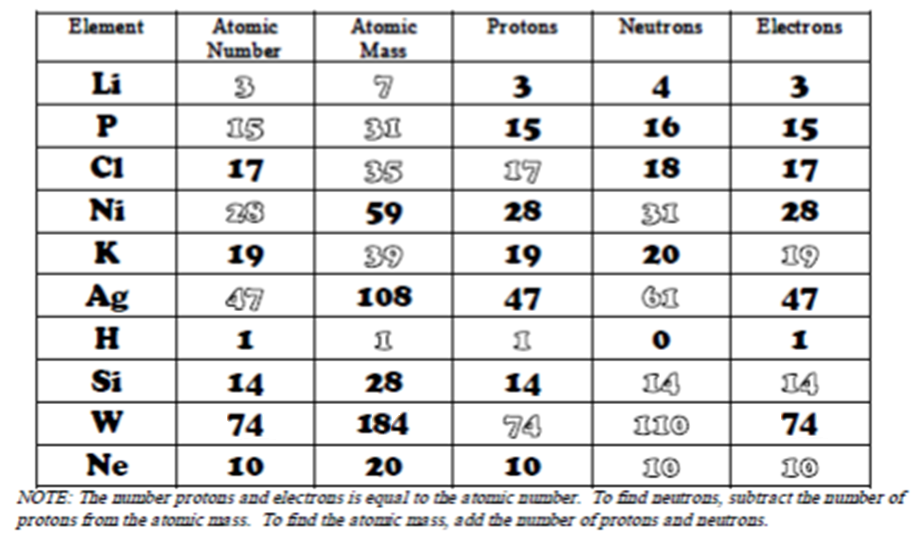 Element Atomic Number Atomic Mass Protons Neutrons Electrons
Li 3 7 3 4 3
P 15 31 15 16 15
Cl 17 35 17 18 17
Ni 28 59 28 31 28
K 19 39 19 20 19
Ag 47 108 47 61 47
H 1 1 1 0 1
Si 14 28 14 14 14
W 74 184 74 110 74
Ne 10 20 10 10 10
NOTE: The number protons and electrons is equal to the atomic number. To find neutrons, subtract the number of
protons from the atomic mass. To find the atomic mass, add the number of protons and neutrons.